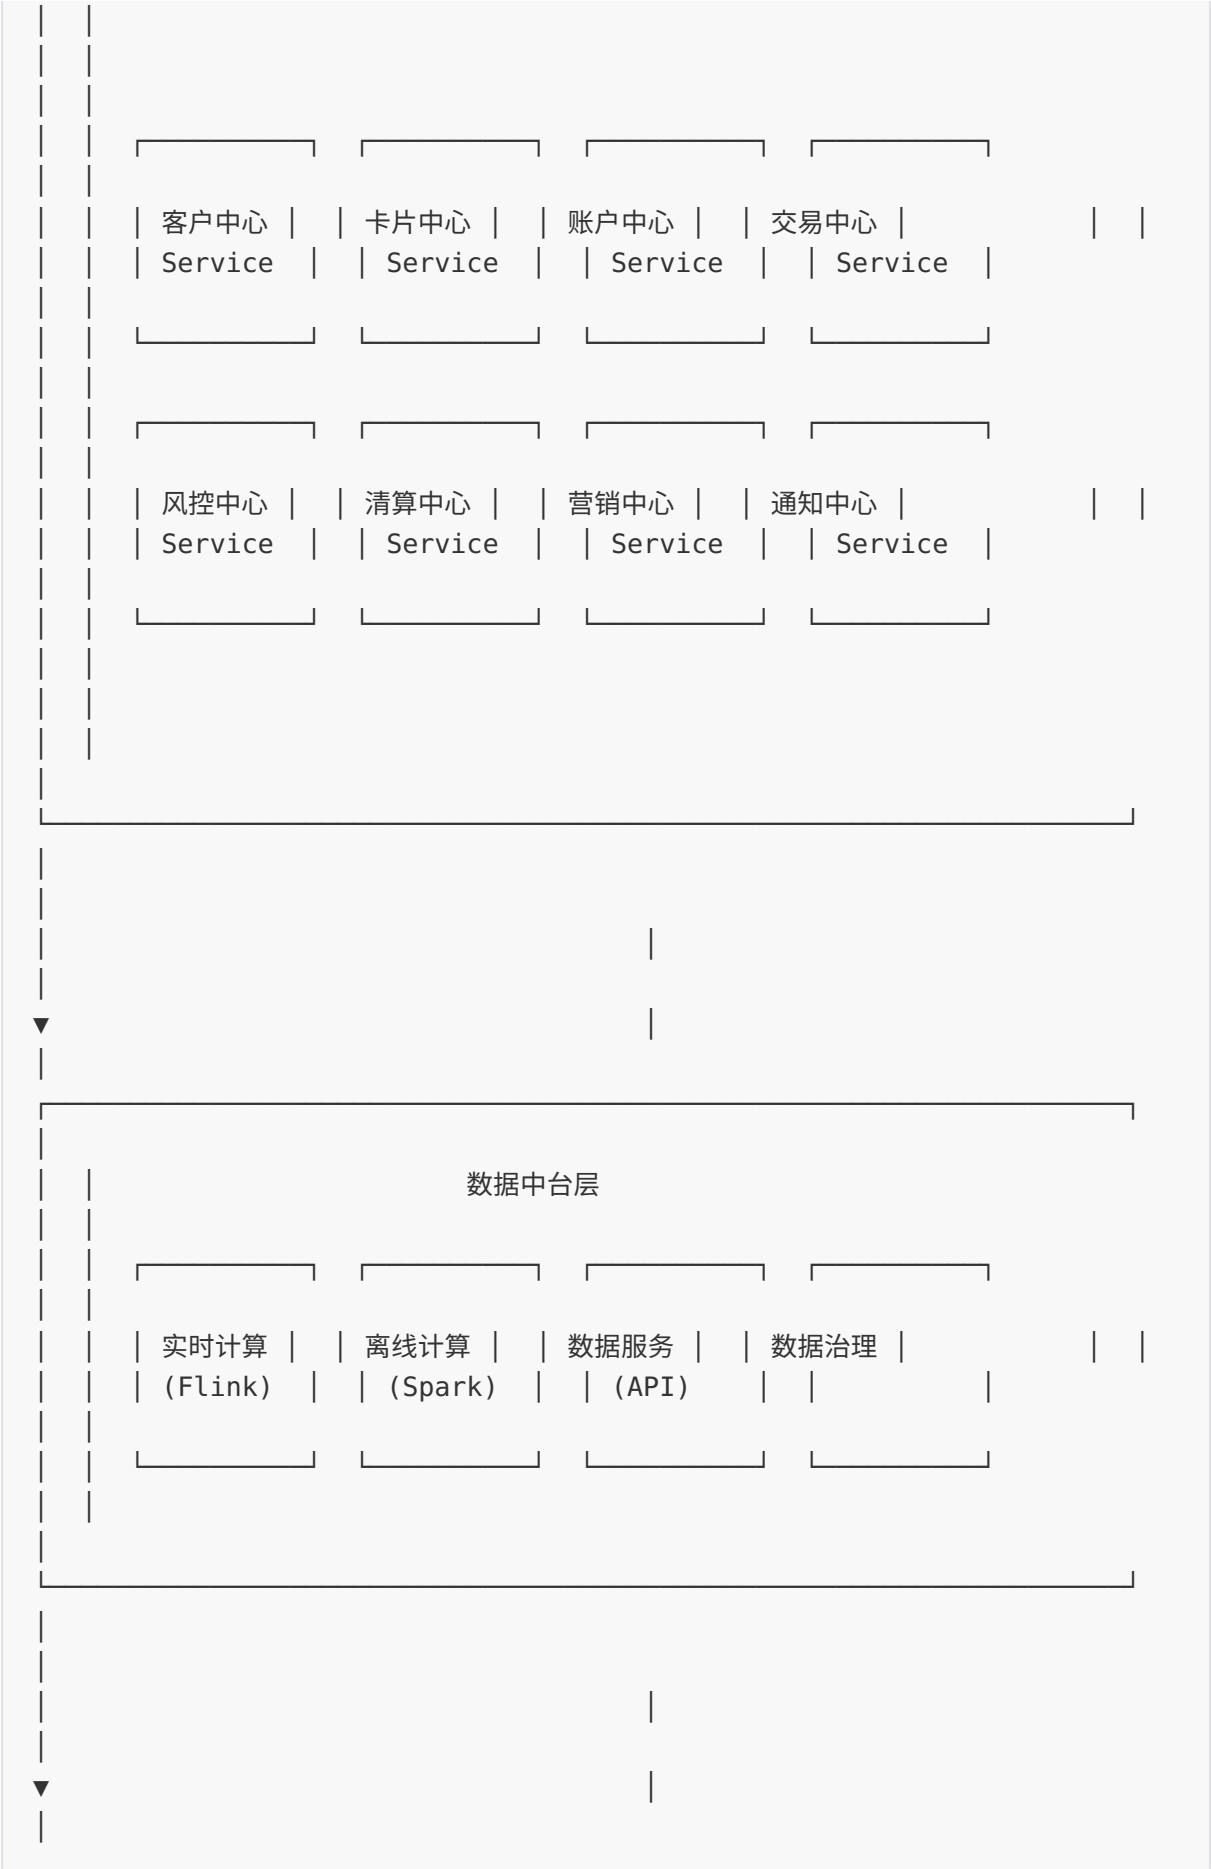 客户中心 卡片中心 账户中心 交易中心
Service Service Service Service
风控中心 清算中心 营销中心 通知中心
Service Service Service Service
数据中台层
实时计算 离线计算 数据服务 数据治理
(Flink) (Spark) (API)